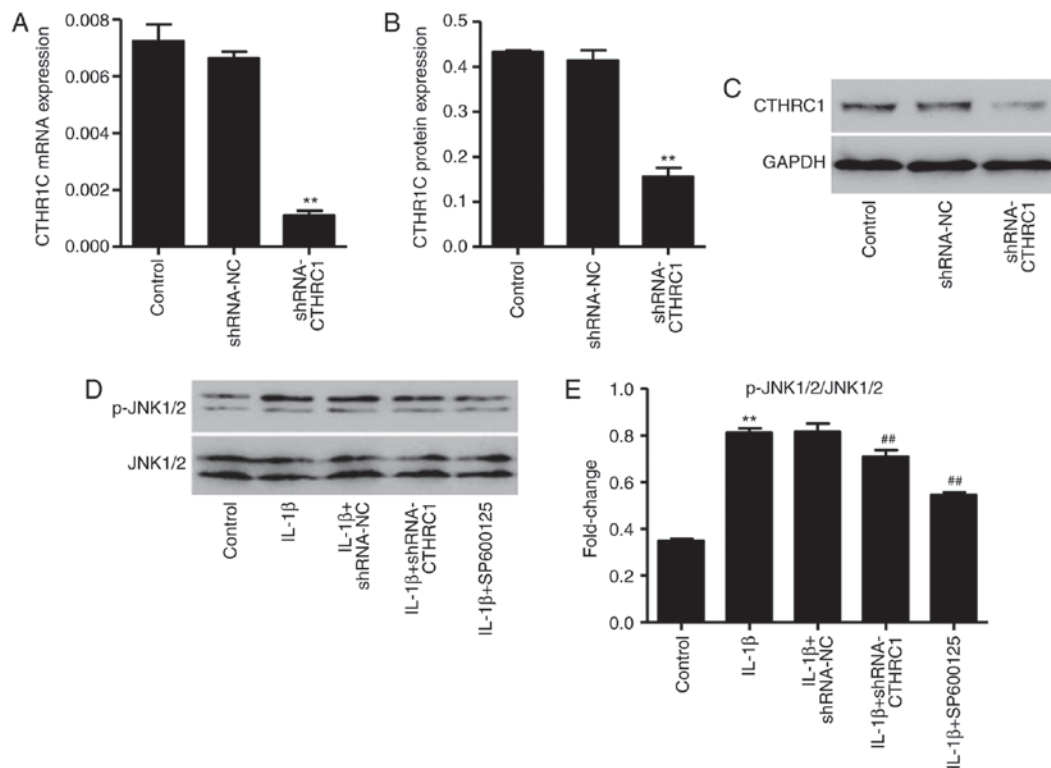 A
CTHR1C mRNA expression
0.008
0.006
0.004
0.002
0.000
**
Control
shRNA-NC
shRNA-
CTHRC1
B
CTHR1C protein expression
0.5
0.4
0.3
0.2
0.1
0.0
**
Control
shRNA-NC
shRNA-
CTHRC1
C
CTHRC1
GAPDH
Control
shRNA-NC
shRNA-
CTHRC1
D
p-JNK1/2
JNK1/2
Control
IL-1β
IL-1β+
shRNA-NC
IL-1β+shRNA-
CTHRC1
IL-1β+SP600125
E
p-JNK1/2/JNK1/2
Fold-change
1.0
0.8
0.6
0.4
0.2
0.0
**
##
##
Control
IL-1β
IL-1β+
shRNA-NC
IL-1β+shRNA-
CTHRC1
IL-1β+SP600125